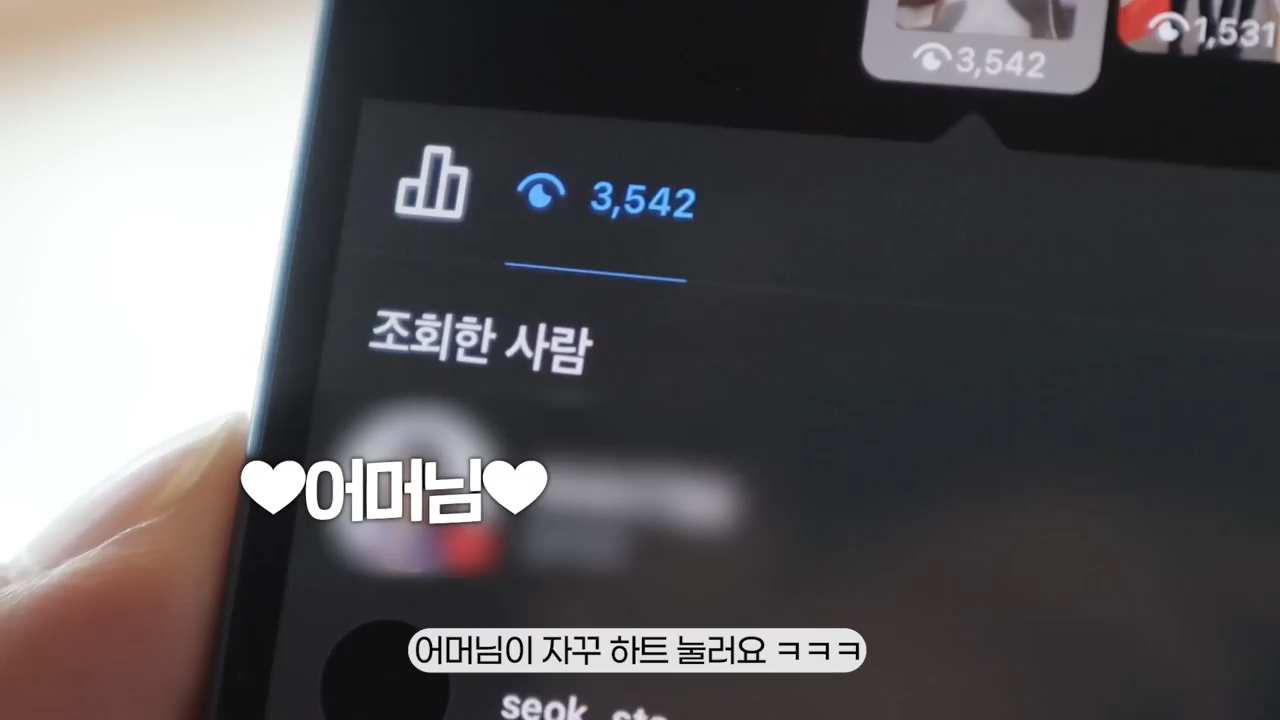 3,542
1,531
3,542
조회한 사람
♥어머님♥
어머님이 자꾸 하트 눌러요 ㅋㅋㅋ
seok_